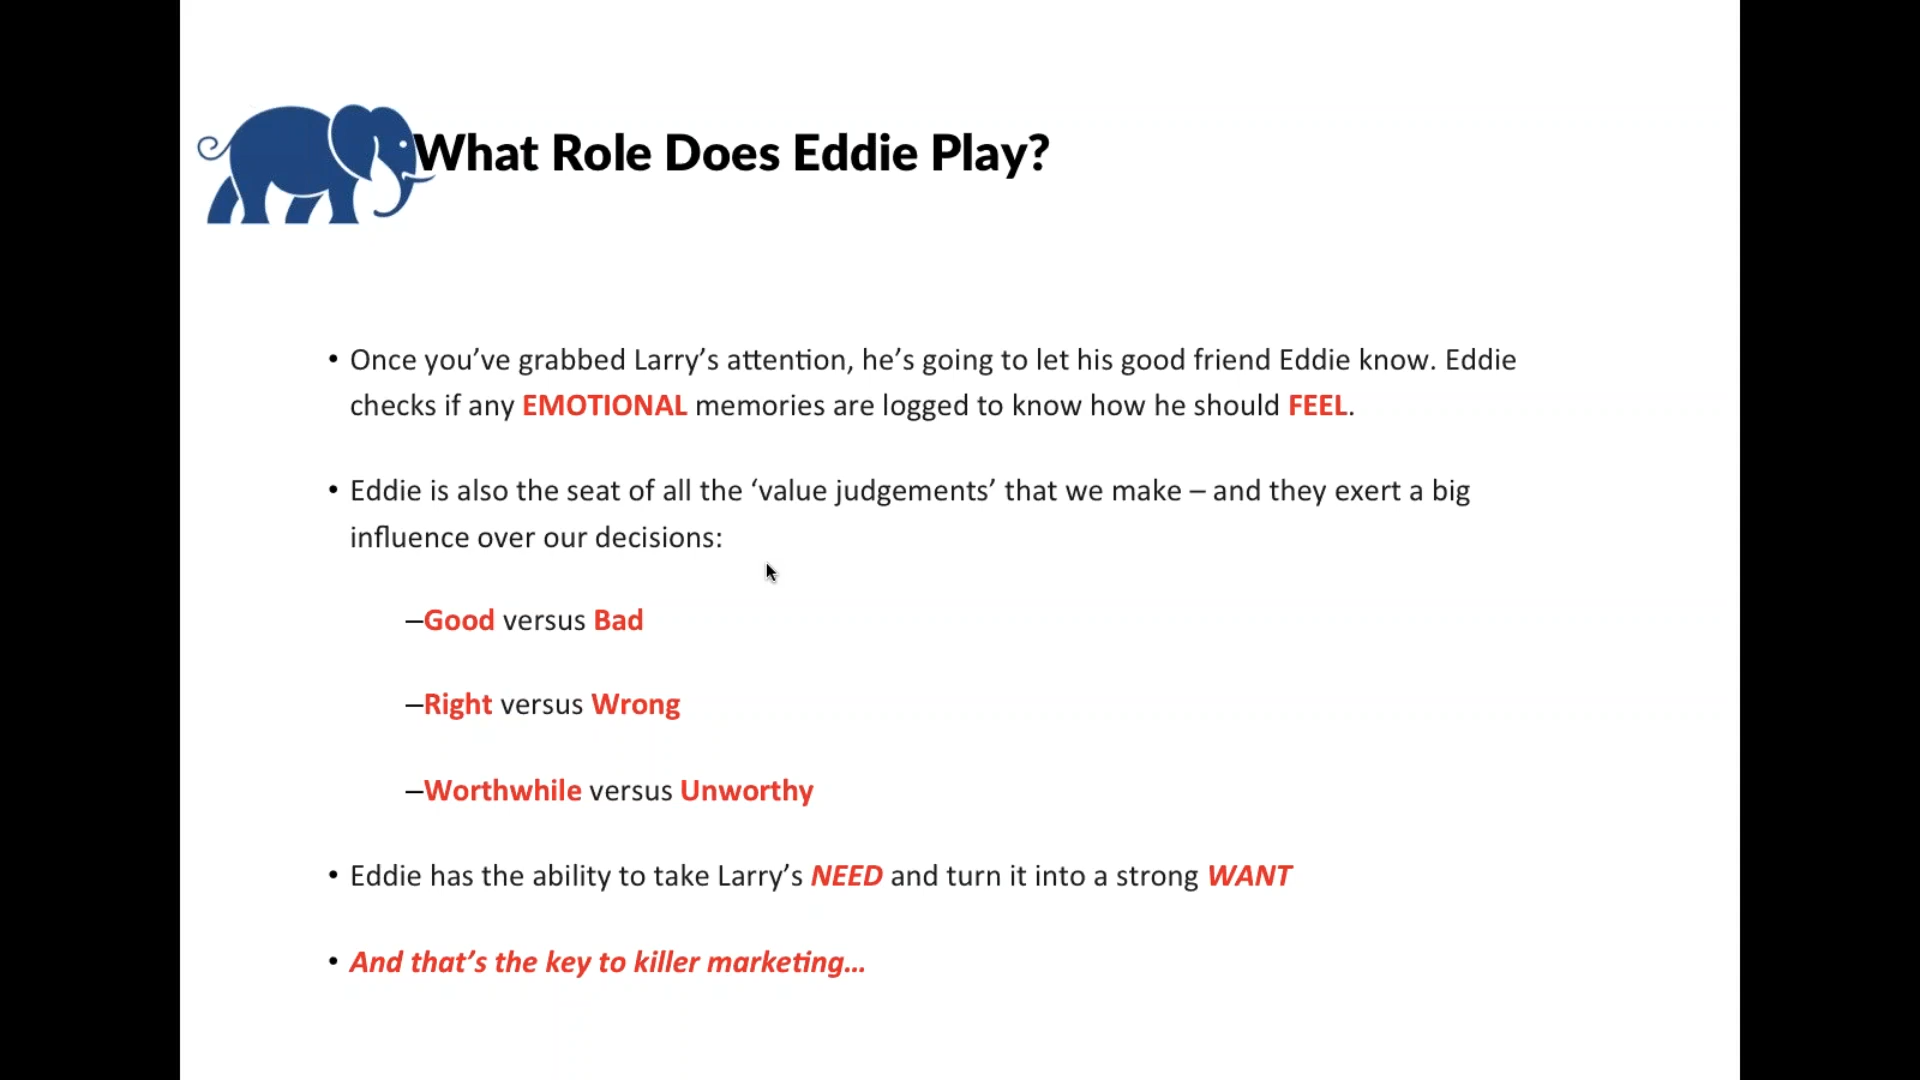 What Role Does Eddie Play?
• Once you’ve grabbed Larry’s attention, he’s going to let his good friend Eddie know. Eddie
checks if any EMOTIONAL memories are logged to know how he should FEEL.
• Eddie is also the seat of all the ‘value judgements’ that we make – and they exert a big
influence over our decisions:
–Good versus Bad
–Right versus Wrong
–Worthwhile versus Unworthy
• Eddie has the ability to take Larry’s NEED and turn it into a strong WANT
• And that’s the key to killer marketing…